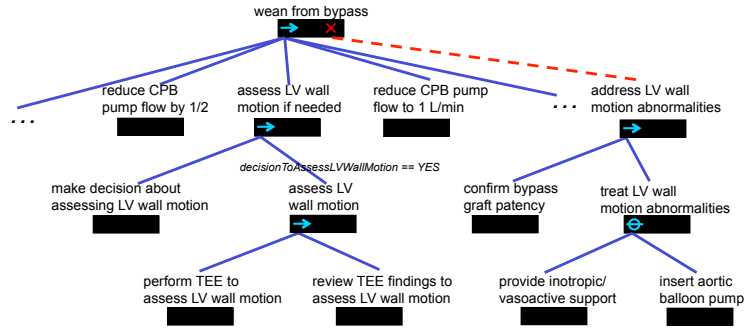 wean from bypass
reduce CPB
pump flow by 1/2
assess LV wall
motion if needed
reduce CPB pump
flow to 1 L/min
address LV wall
motion abnormalities
...
...
decisionToAssessLVWallMotion == YES
make decision about
assessing LV wall motion
assess LV
wall motion
confirm bypass
graft patency
treat LV wall
motion abnormalities
perform TEE to
assess LV wall motion
review TEE findings to
assess LV wall motion
provide inotropic/
vasoactive support
insert aortic
balloon pump